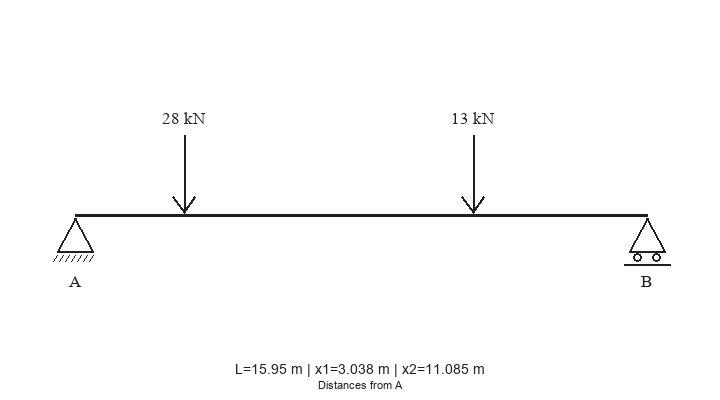 28 kN 13 kN
A B
L=15.95 m | x1=3.038 m | x2=11.085 m
Distances from A